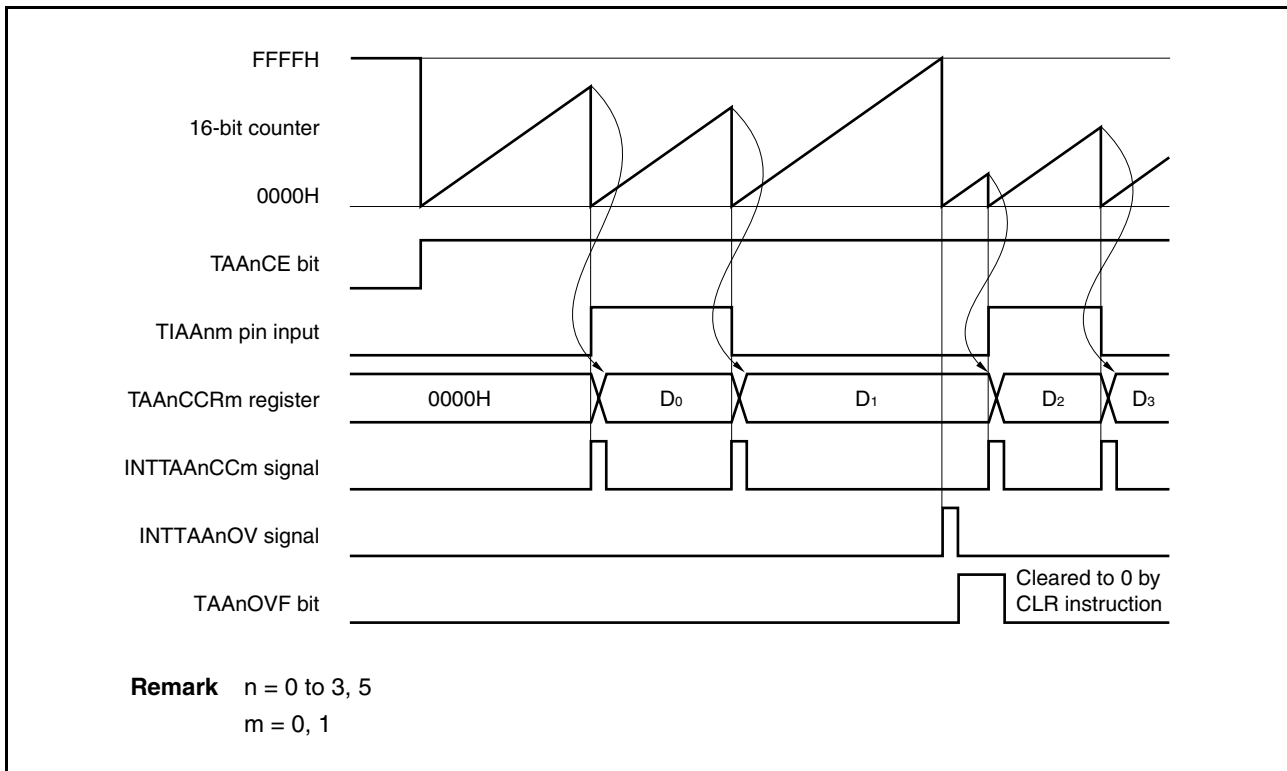 FFFFH
16-bit counter
0000H
TAAnCE bit
TIAAnm pin input
TAAnCCRm register
0000H
D0
D1
D2
D3
INTTAAnCCm signal
INTTAAnOV signal
TAAnOVF bit
Cleared to 0 by
CLR instruction
Remark n = 0 to 3, 5
m = 0, 1